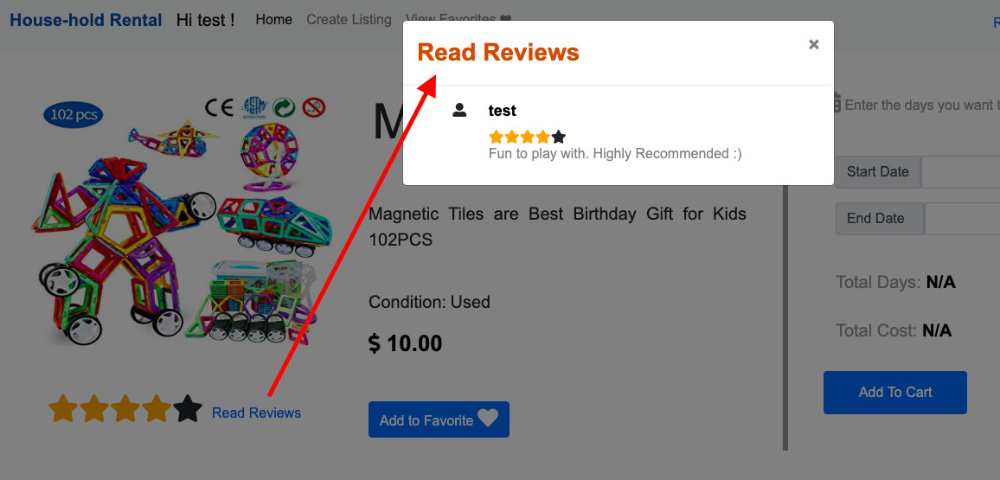 House-hold Rental Hi test ! Home Create Listing View Favorites
R
Read Reviews ×
test
Fun to play with. Highly Recommended :)
102 pcs
CE ASTM
M
Magnetic Tiles are Best Birthday Gift for Kids
102PCS
Condition: Used
$ 10.00
Read Reviews
Add to Favorite
Enter the days you want t
Start Date
End Date
Total Days: N/A
Total Cost: N/A
Add To Cart